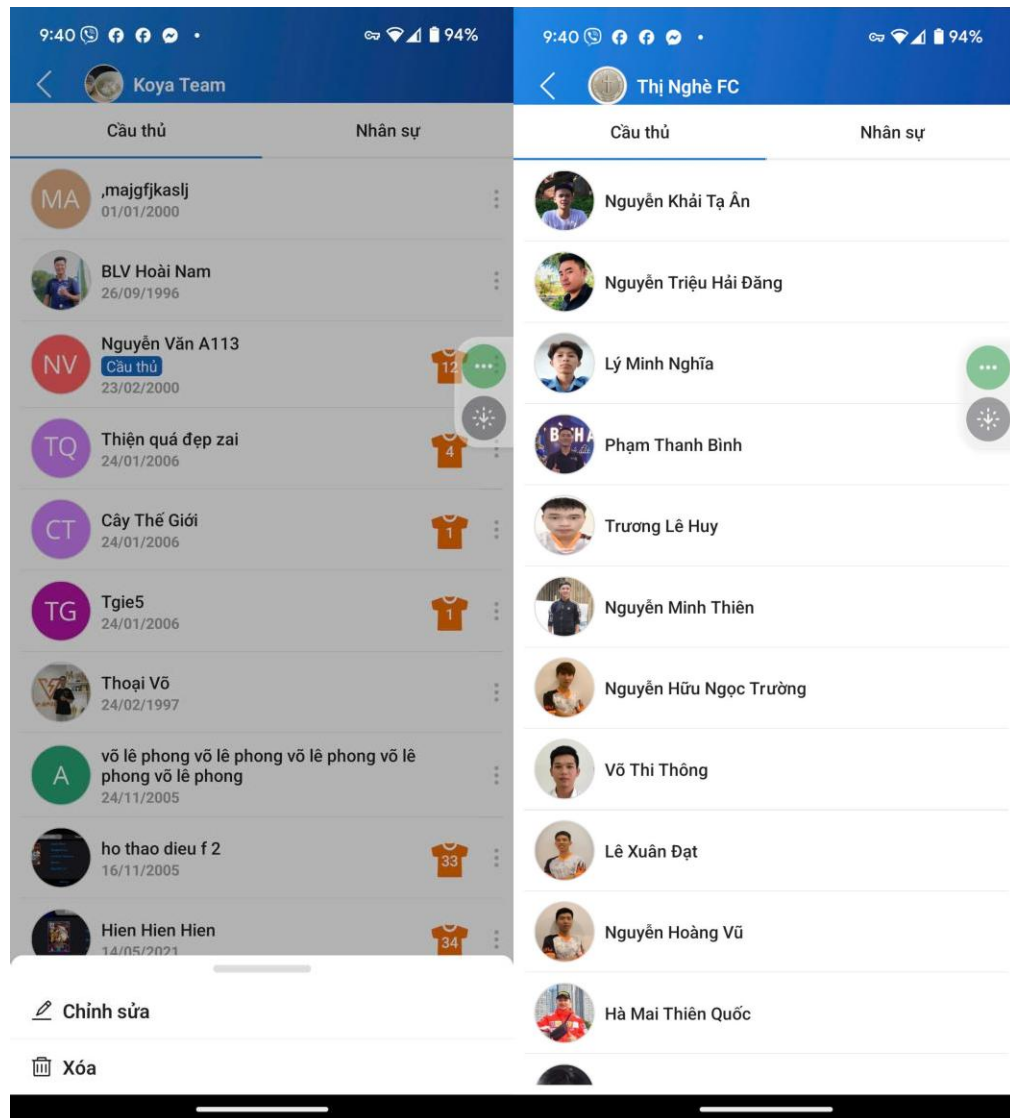 9:40
94%
Koya Team
Cầu thủ
Nhân sự
MA
,majgfjkaslj
01/01/2000
BLV Hoài Nam
26/09/1996
NV
Nguyễn Văn A113
Cầu thủ
23/02/2000
12
TQ
Thiện quá đẹp zai
24/01/2006
4
CT
Cây Thế Giới
24/01/2006
1
TG
Tgie5
24/01/2006
1
Thoại Võ
24/02/1997
A
võ lê phong võ lê phong võ lê phong võ lê
phong võ lê phong
24/11/2005
ho thao dieu f 2
16/11/2005
33
Hien Hien Hien
14/05/2021
34
Chỉnh sửa
Xóa
9:40
94%
Thị Nghè FC
Cầu thủ
Nhân sự
Nguyễn Khải Tạ Ân
Nguyễn Triệu Hải Đăng
Lý Minh Nghĩa
Phạm Thanh Bình
Trương Lê Huy
Nguyễn Minh Thiên
Nguyễn Hữu Ngọc Trường
Võ Thi Thông
Lê Xuân Đạt
Nguyễn Hoàng Vũ
Hà Mai Thiên Quốc